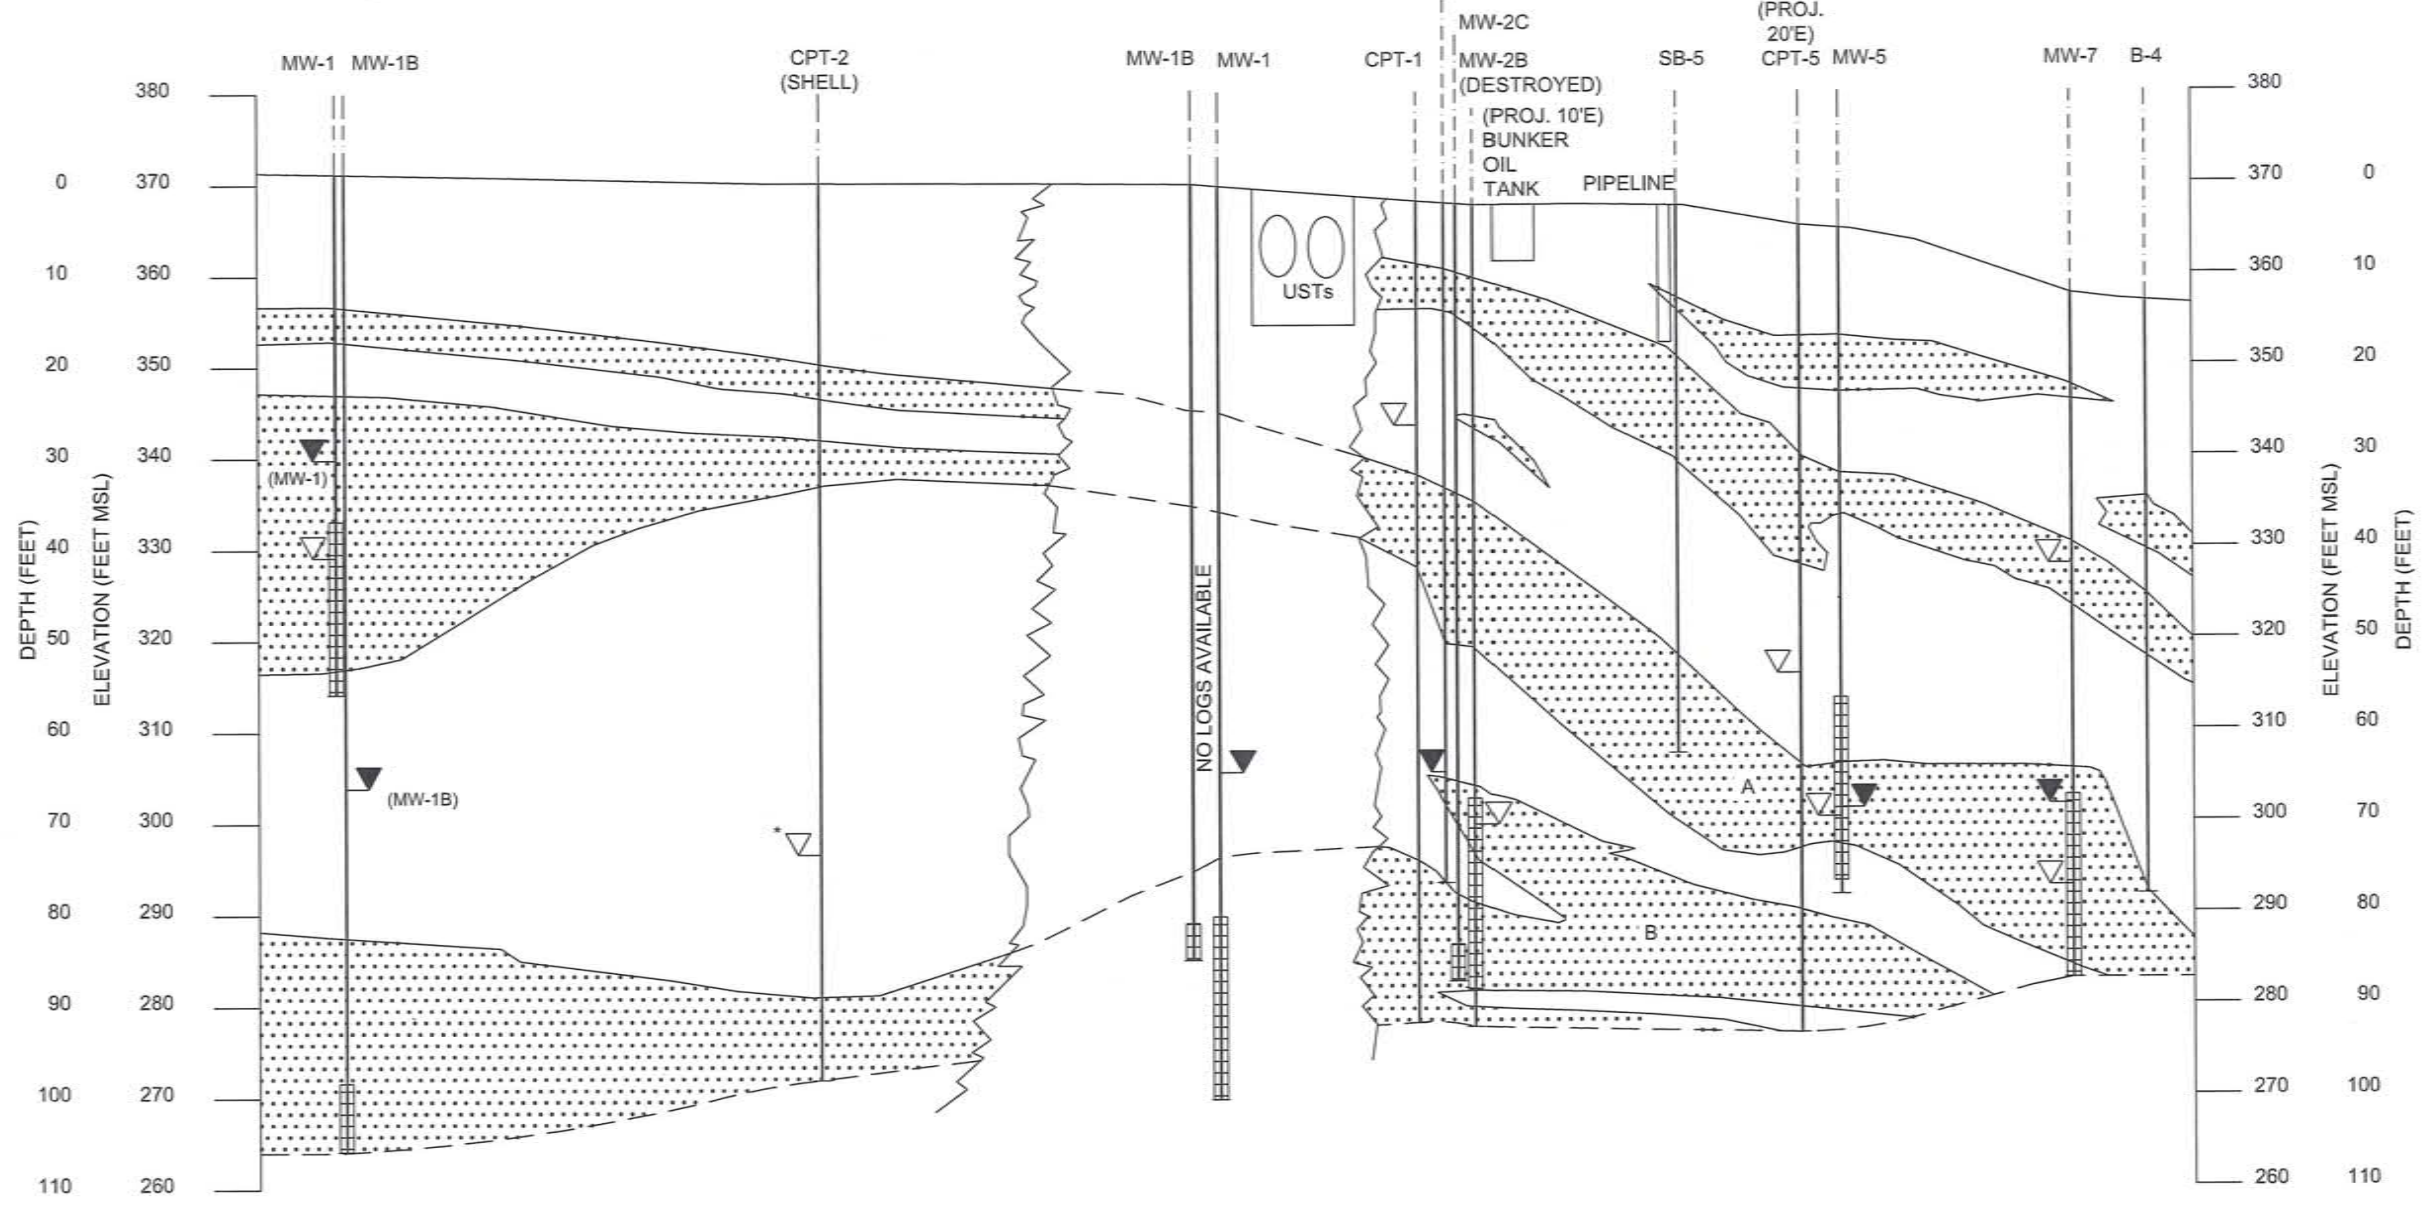 MW-1 MW-1B
CPT-2
(SHELL)
MW-1B MW-1
CPT-1
MW-2C
MW-2B
(DESTROYED)
(PROJ. 10'E)
BUNKER
OIL
TANK
PIPELINE
SB-5
(PROJ.
20'E)
CPT-5 MW-5
MW-7
B-4
380
370
360
350
340
330
320
310
300
290
280
270
260
0
10
20
30
40
50
60
70
80
90
100
110
DEPTH (FEET)
ELEVATION (FEET MSL)
(MW-1)
(MW-1B)
*
NO LOGS AVAILABLE
USTs
A
B
380
370
360
350
340
330
320
310
300
290
280
270
260
0
10
20
30
40
50
60
70
80
90
100
110
ELEVATION (FEET MSL)
DEPTH (FEET)